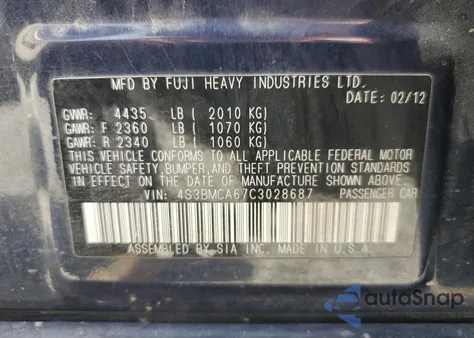 MFD BY FUJI HEAVY INDUSTRIES LTD.
DATE: 02/12
GVWR: 4435 LB ( 2010 KG)
GAWR: F 2360 LB ( 1070 KG)
GAWR: R 2340 LB ( 1060 KG)
THIS VEHICLE CONFORMS TO ALL APPLICABLE FEDERAL MOTOR
VEHICLE SAFETY, BUMPER, AND THEFT PREVENTION
STANDARDS IN EFFECT ON THE DATE OF
MANUFACTURE SHOWN ABOVE.
VIN: 4S3BMCA67C3028687 PASSENGER CAR
ASSEMBLED BY SIA INC. MADE IN U.S.A.
autoSnap
Powered by